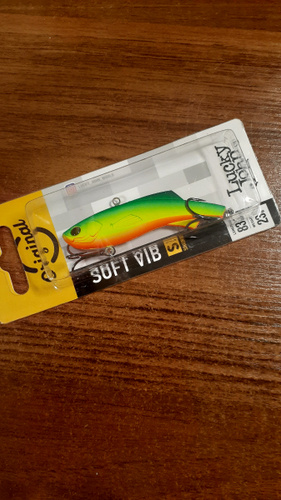 Original
Lucky
John
SOFT VIB
S
83
23